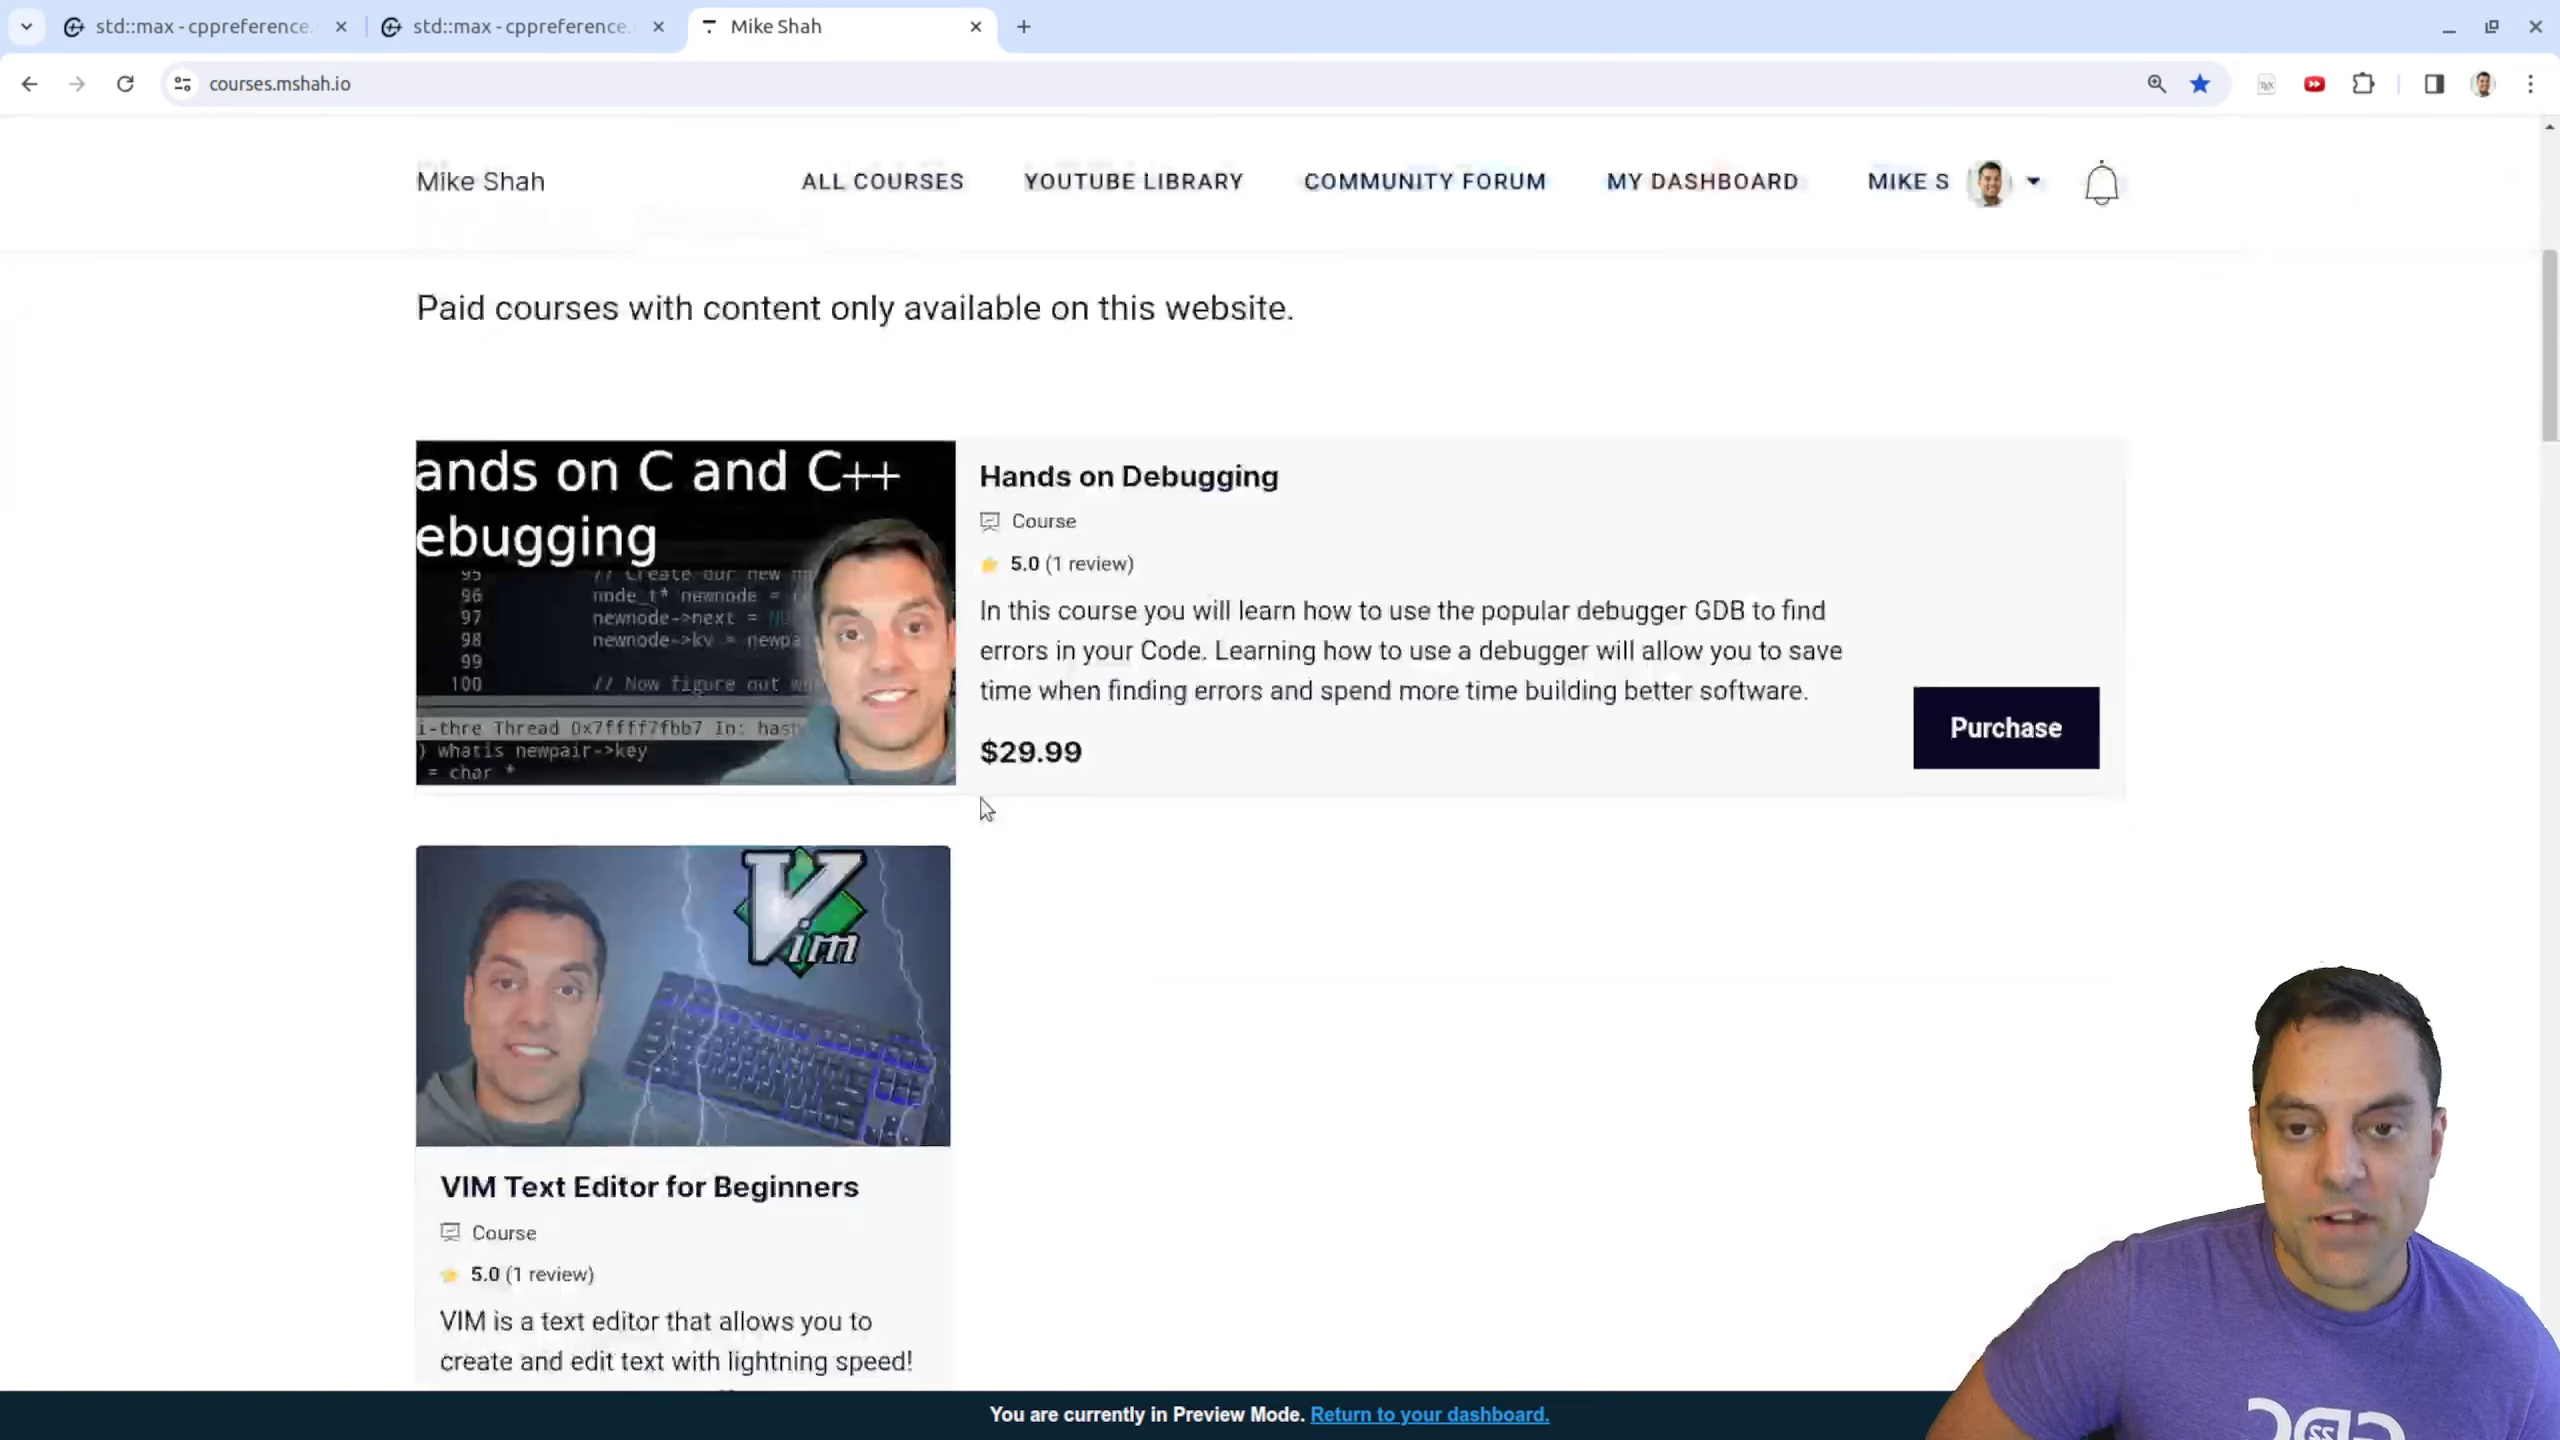 std::max - cppreference.
std::max - cppreference.
Mike Shah
courses.mshah.io
Mike Shah
ALL COURSES
YOUTUBE LIBRARY
COMMUNITY FORUM
MY DASHBOARD
MIKE S
Paid courses with content only available on this website.
ands on C and C++
ebugging
95 // Create our new
96 node_t* newnode =
97 newnode->next =
98 newnode->kv = newpa
99
100 // Now figure out
i-thre Thread 0x7ffff7fbb7 In: hash
) whatis newpair->key
= char *
Hands on Debugging
Course
5.0 (1 review)
In this course you will learn how to use the popular debugger GDB to find
errors in your Code. Learning how to use a debugger will allow you to save
time when finding errors and spend more time building better software.
$29.99
Purchase
Vim
VIM Text Editor for Beginners
Course
5.0 (1 review)
VIM is a text editor that allows you to
create and edit text with lightning speed!
You are currently in Preview Mode. Return to your dashboard.